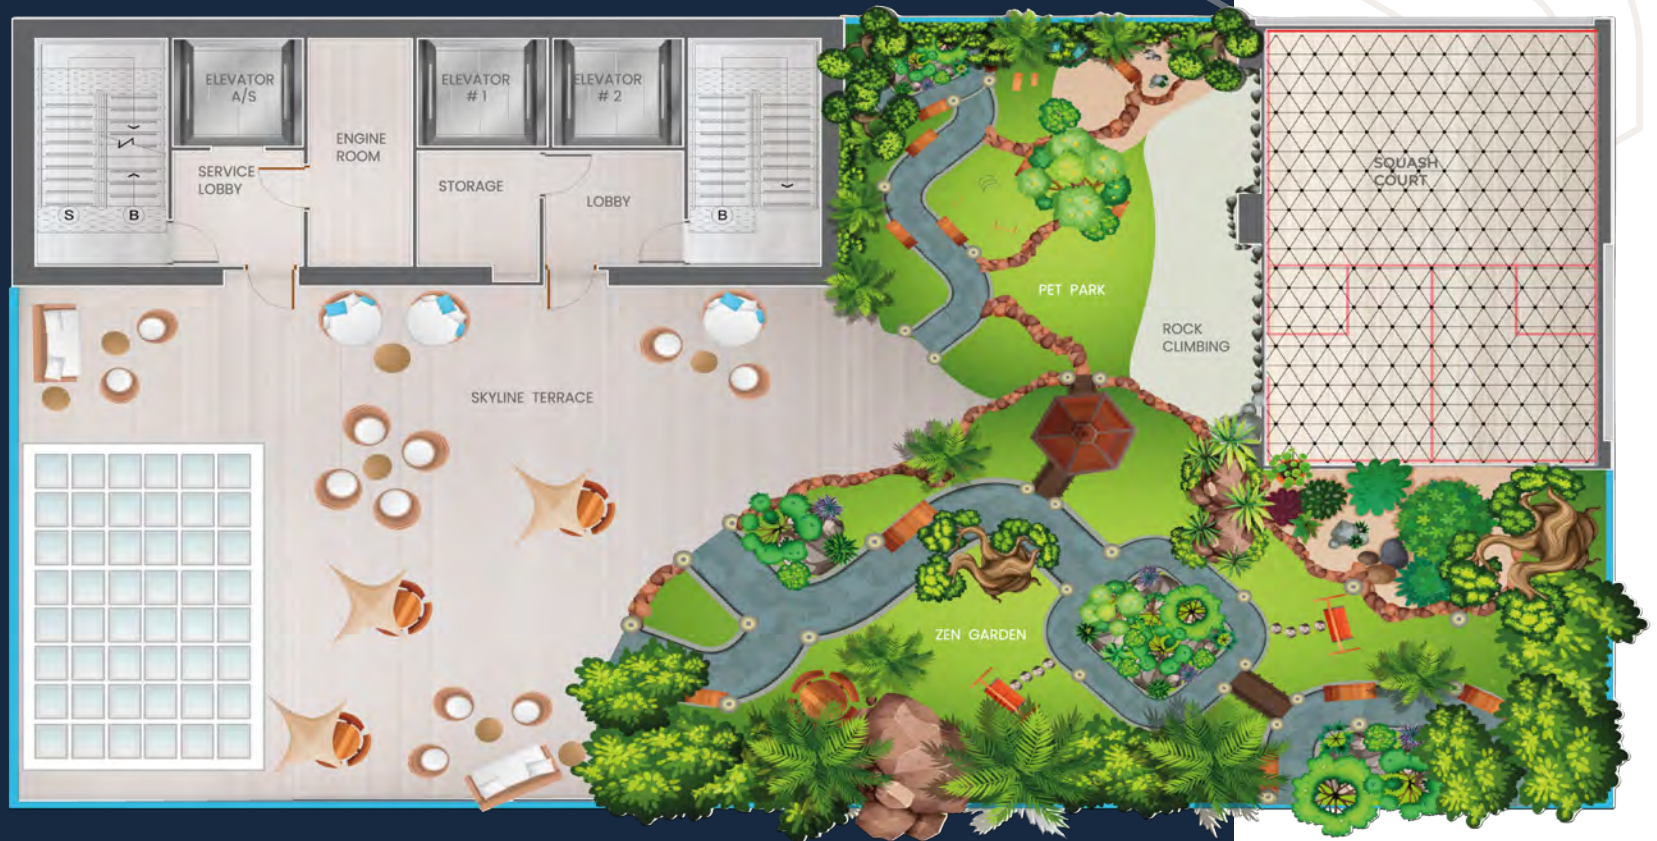 ELEVATOR
A/S
ELEVATOR
# 1
ELEVATOR
# 2
ENGINE
ROOM
SERVICE
LOBBY
STORAGE
LOBBY
S
B
B
SQUASH
COURT
PET PARK
ROCK
CLIMBING
SKYLINE TERRACE
ZEN GARDEN